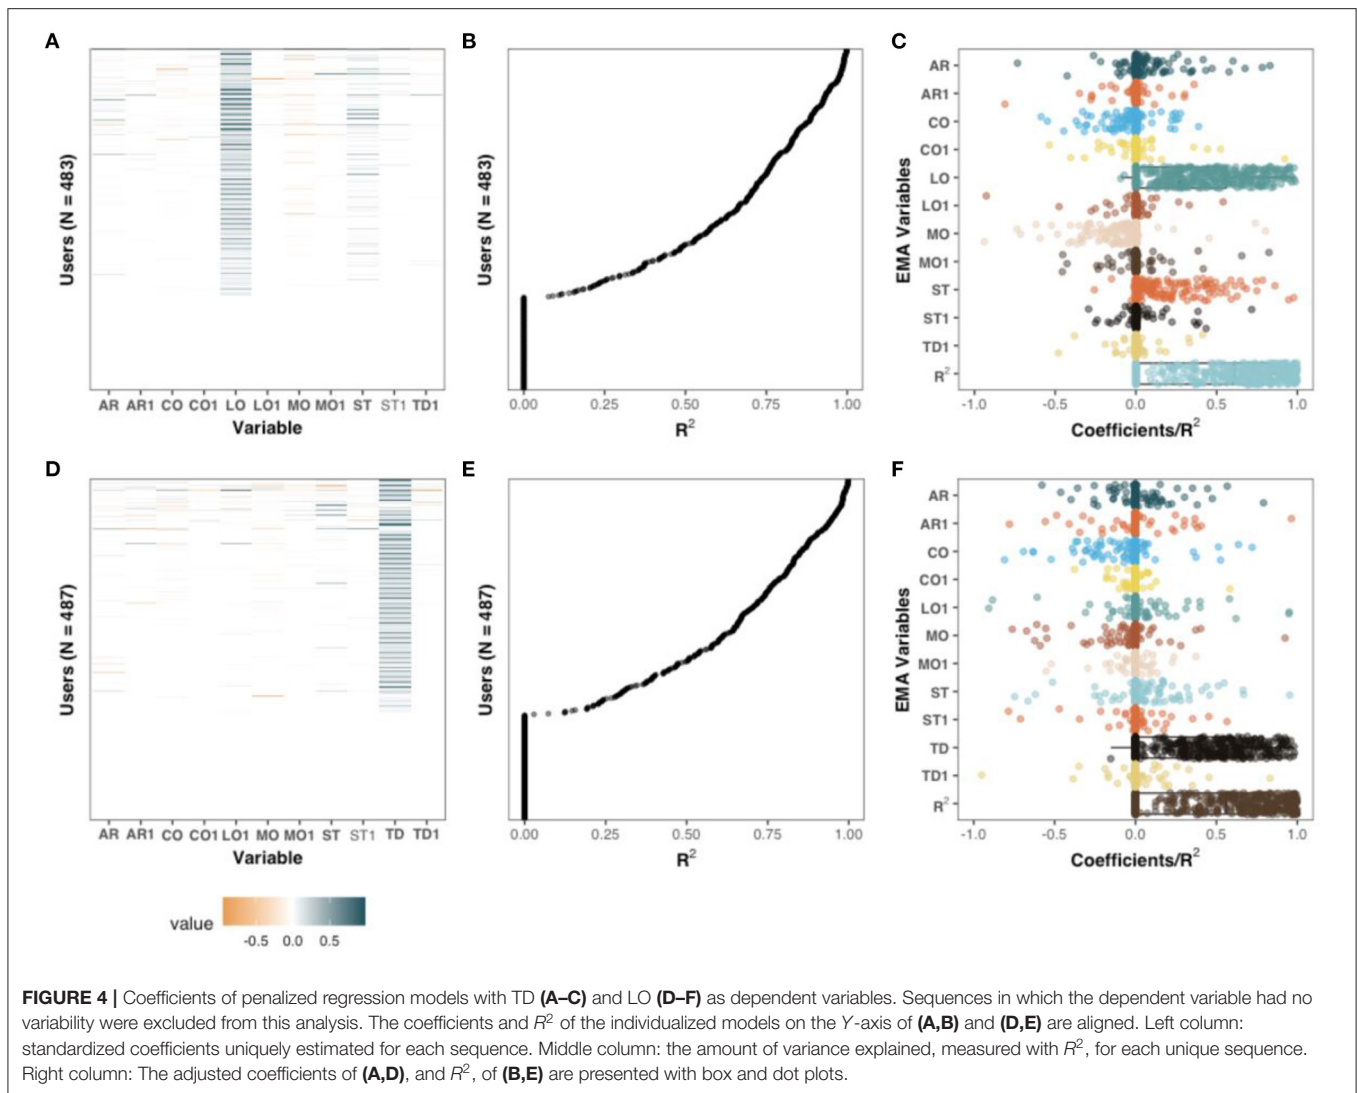 A
B
C
Users (N = 483)
AR AR1 CO CO1 LO LO1 MO MO1 ST ST1 TD1
Variable
Users (N = 483)
0.00 0.25 0.50 0.75 1.00
R²
EMA Variables
AR
AR1
CO
CO1
LO
LO1
MO
MO1
ST
ST1
TD1
R²
-1.0 -0.5 0.0 0.5 1.0
Coefficients/R²
D
E
F
Users (N = 487)
AR AR1 CO CO1 LO1 MO MO1 ST ST1 TD TD1
Variable
Users (N = 487)
0.00 0.25 0.50 0.75 1.00
R²
EMA Variables
AR
AR1
CO
CO1
LO1
MO
MO1
ST
ST1
TD
TD1
R²
-1.0 -0.5 0.0 0.5 1.0
Coefficients/R²
value
-0.5 0.0 0.5
FIGURE 4 | Coefficients of penalized regression models with TD (A–C) and LO (D–F) as dependent variables. Sequences in which the dependent variable had no
variability were excluded from this analysis. The coefficients and R² of the individualized models on the Y-axis of (A,B) and (D,E) are aligned. Left column:
standardized coefficients uniquely estimated for each sequence. Middle column: the amount of variance explained, measured with R², for each unique sequence.
Right column: The adjusted coefficients of (A,D), and R², of (B,E) are presented with box and dot plots.